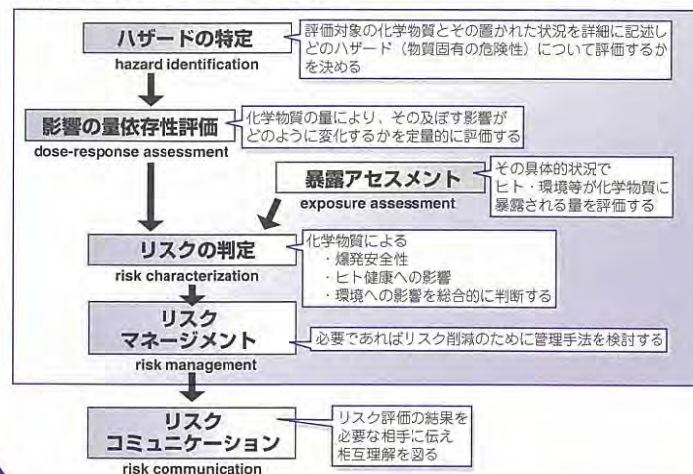 ハザードの特定
hazard identification
評価対象の化学物質とその置かれた状況を詳細に記述し
どのハザード（物質固有の危険性）について評価するか
を決める
影響の量依存性評価
dose-response assessment
化学物質の量により、その及ぼす影響が
どのように変化するかを定量的に評価する
暴露アセスメント
exposure assessment
その具体的状況で
ヒト・環境等が化学物質に
暴露される量を評価する
リスクの判定
risk characterization
化学物質による
・爆発安全性
・ヒト健康への影響
・環境への影響を総合的に判断する
リスク
マネージメント
risk management
必要であればリスク削減のために管理手法を検討する
リスク
コミュニケーション
risk communication
リスク評価の結果を
必要な相手に伝え
相互理解を図る